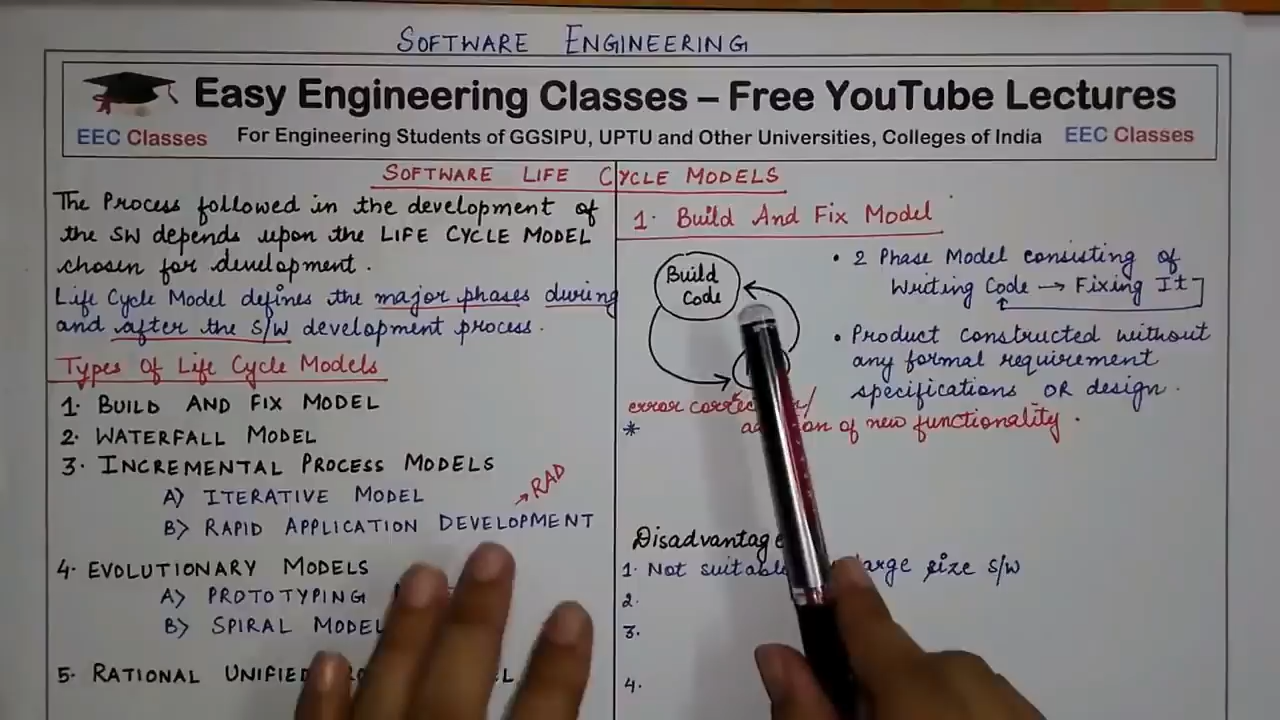 SOFTWARE ENGINEERING
Easy Engineering Classes – Free YouTube Lectures
EEC Classes For Engineering Students of GGSIPU, UPTU and Other Universities, Colleges of India EEC Classes
SOFTWARE LIFE CYCLE MODELS
The Process followed in the development of
the SW depends upon the LIFE CYCLE MODEL
chosen for development.
Life Cycle Model defines the major phases during
and after the s/w development process.
Types Of Life Cycle Models
1. BUILD AND FIX MODEL
2. WATERFALL MODEL
3. INCREMENTAL PROCESS MODELS
A) ITERATIVE MODEL
→ RAD
B) RAPID APPLICATION DEVELOPMENT
4. EVOLUTIONARY MODELS
A) PROTOTYPING
B) SPIRAL MODEL
5. RATIONAL
1. Build And Fix Model
Build
Code
• 2 Phase Model consisting of
Writing Code → Fixing It
• Product constructed without
any formal requirement
specifications OR design.
error
* of new functionality.
Disadvantage
1. Not suitable large size s/w
2.
3.
4.